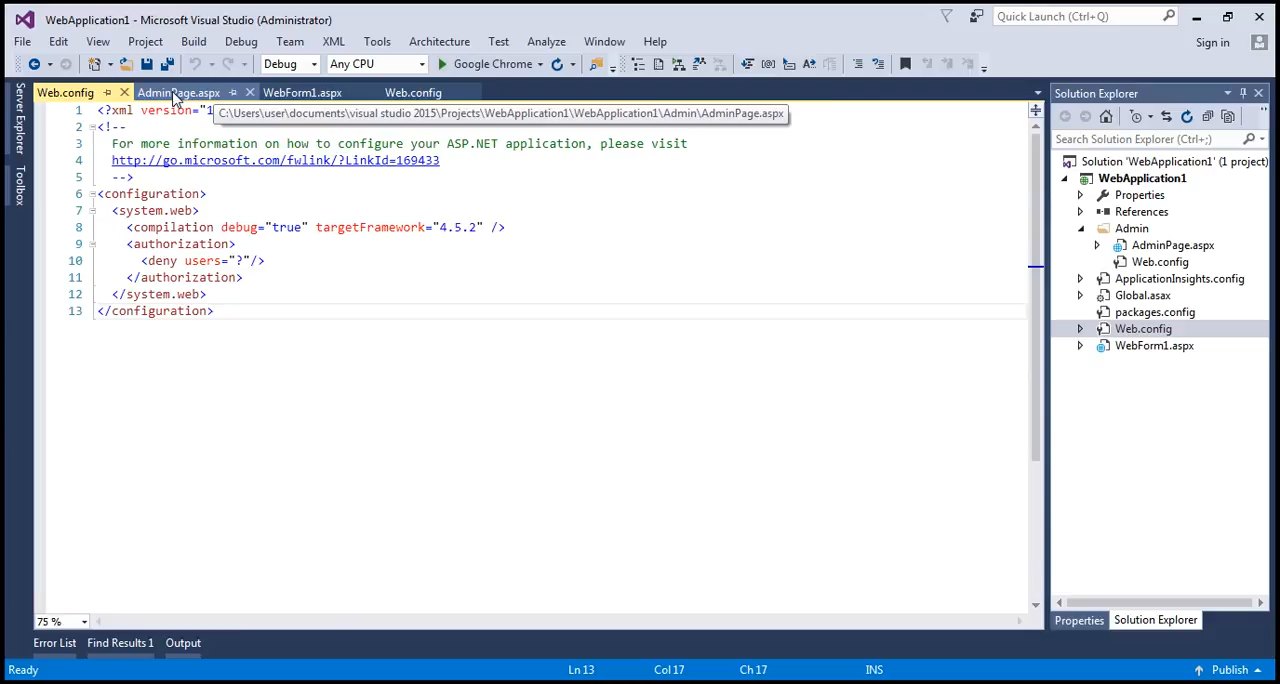 WebApplication1 - Microsoft Visual Studio (Administrator)
Quick Launch (Ctrl+Q)
File Edit View Project Build Debug Team XML Tools Architecture Test Analyze Window Help
Sign in
Debug Any CPU Google Chrome
Server Explorer
Toolbox
Web.config AdminPage.aspx WebForm1.aspx Web.config
C:\Users\user\documents\visual studio 2015\Projects\WebApplication1\WebApplication1\Admin\AdminPage.aspx
1 <?xml version="1
2 <!--
3 For more information on how to configure your ASP.NET application, please visit
4 http://go.microsoft.com/fwlink/?LinkId=169433
5 -->
6 <configuration>
7 <system.web>
8 <compilation debug="true" targetFramework="4.5.2" />
9 <authorization>
10 <deny users="?"/>
11 </authorization>
12 </system.web>
13 </configuration>
75 %
Error List Find Results 1 Output
Solution Explorer
Search Solution Explorer (Ctrl+;)
Solution 'WebApplication1' (1 project)
WebApplication1
Properties
References
Admin
AdminPage.aspx
Web.config
ApplicationInsights.config
Global.asax
packages.config
Web.config
WebForm1.aspx
Properties Solution Explorer
Ready Ln 13 Col 17 Ch 17 INS Publish